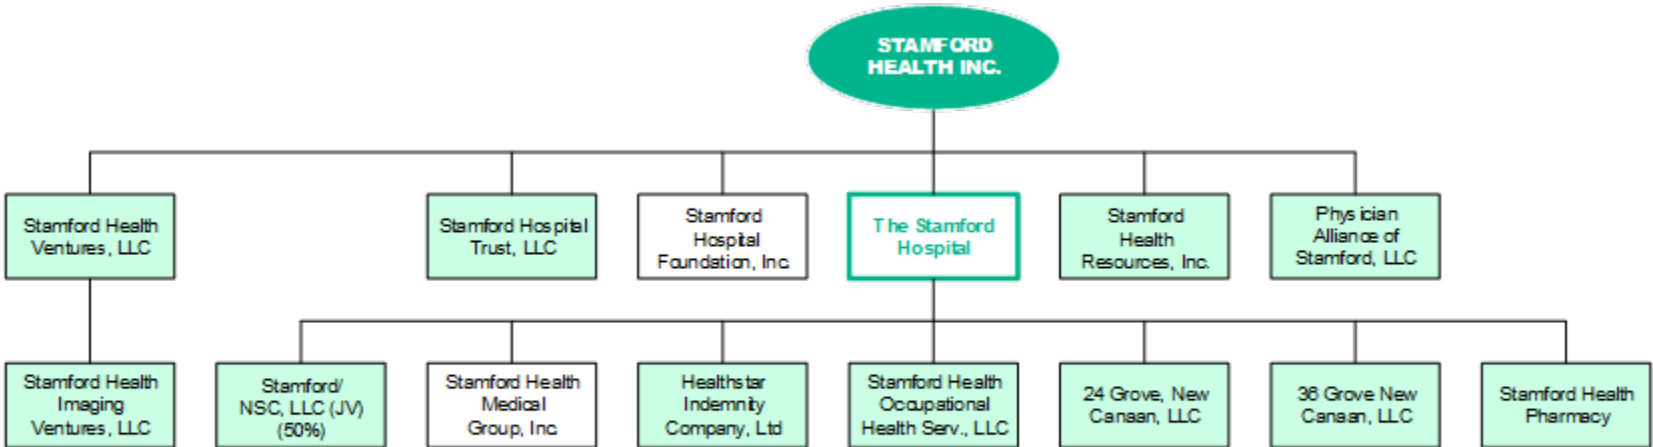 STAMFORD
HEALTH INC.
Stamford Health
Ventures, LLC
Stamford Hospital
Trust, LLC
Stamford
Hospital
Foundation, Inc.
The Stamford
Hospital
Stamford
Health
Resources, Inc.
Physician
Alliance of
Stamford, LLC
Stamford Health
Imaging
Ventures, LLC
Stamford/
NSC, LLC (JV)
(50%)
Stamford Health
Medical
Group, Inc.
Healthstar
Indemnity
Company, Ltd
Stamford Health
Occupational
Health Serv., LLC
24 Grove, New
Canaan, LLC
36 Grove New
Canaan, LLC
Stamford Health
Pharmacy